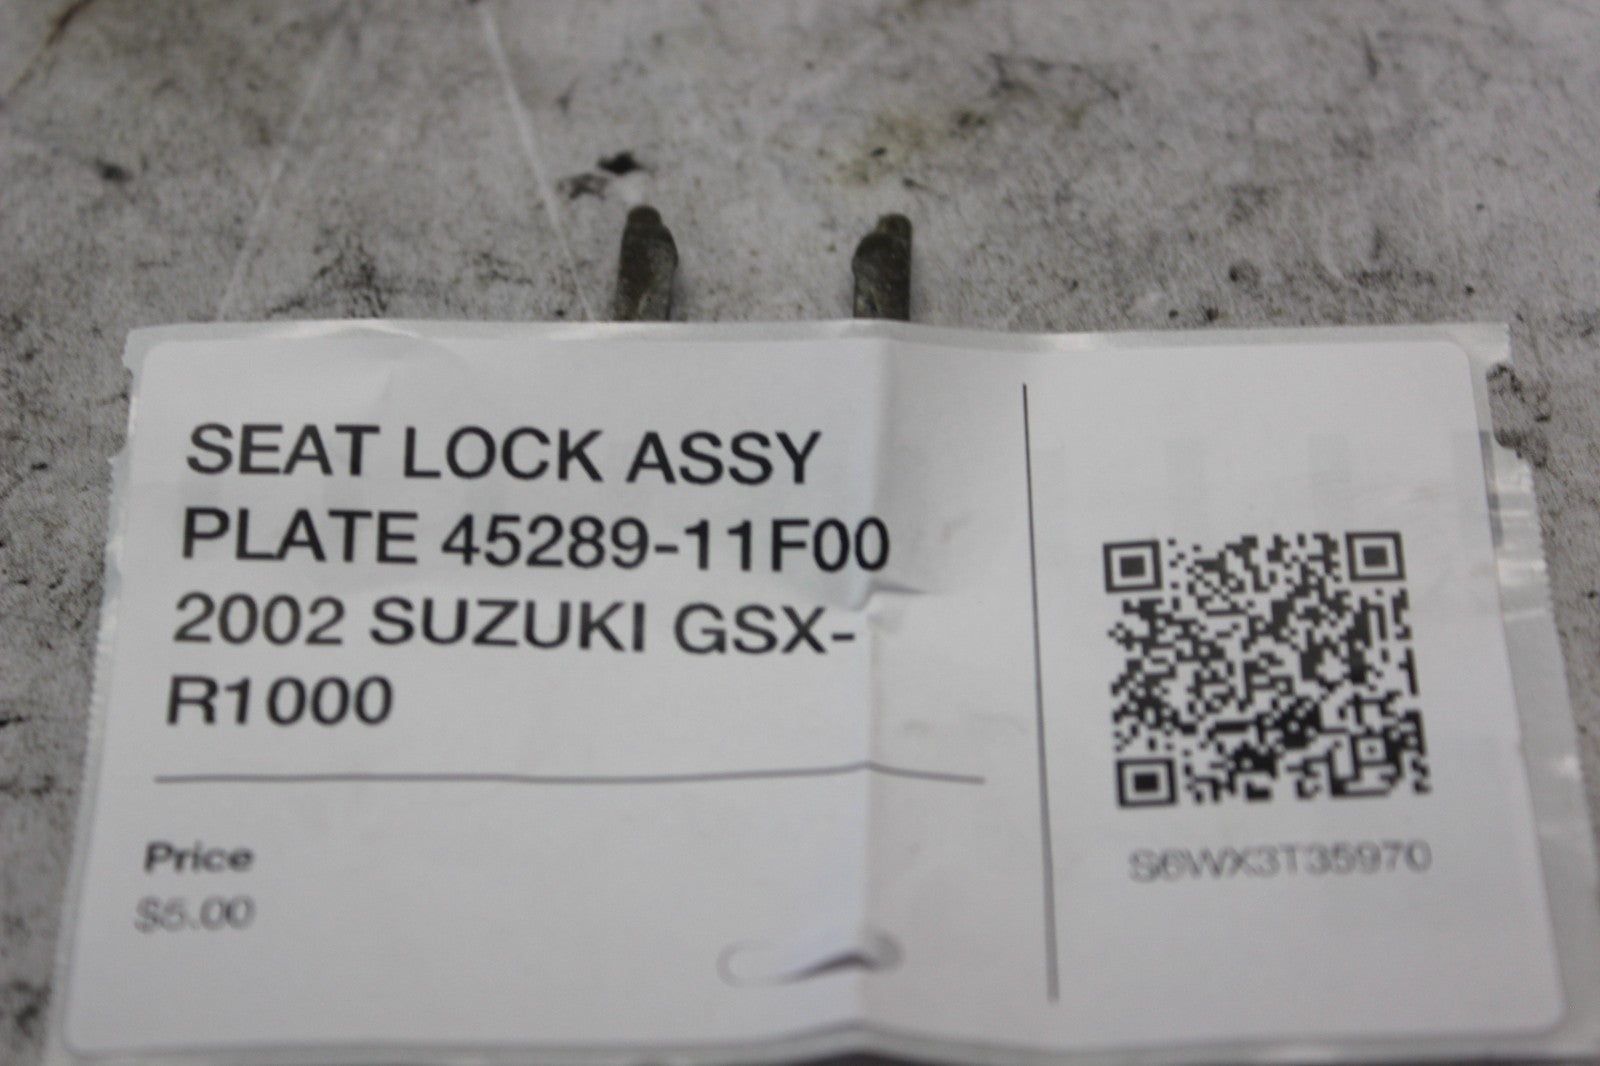 SEAT LOCK ASSY
PLATE 45289-11F00
2002 SUZUKI GSX-
R1000
Price
$5.00
S6WX3T35970